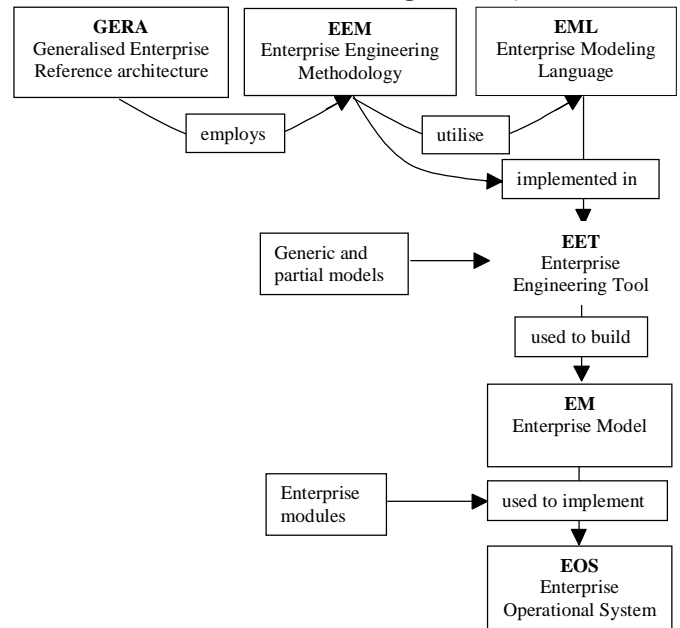 GERA
Generalised Enterprise
Reference architecture
EEM
Enterprise Engineering
Methodology
EML
Enterprise Modeling
Language
employs
utilise
implemented in
Generic and
partial models
EET
Enterprise
Engineering Tool
used to build
EM
Enterprise Model
Enterprise
modules
used to implement
EOS
Enterprise
Operational System